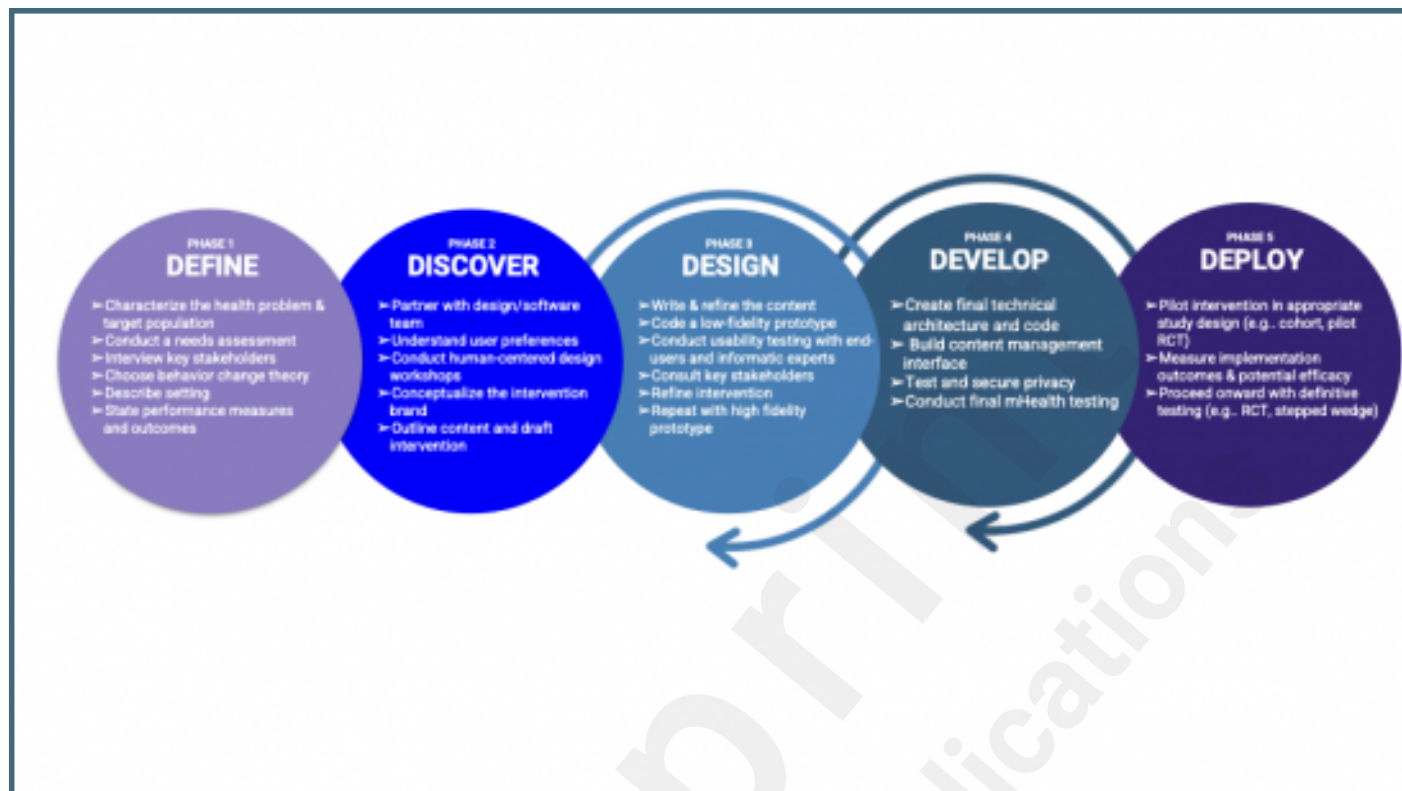 PHASE 1
DEFINE
➢Characterize the health problem &
target population
➢Conduct a needs assessment
➢Interview key stakeholders
➢Choose behavior change theory
➢Describe setting
➢State performance measures
and outcomes
PHASE 2
DISCOVER
➢Partner with design/software
team
➢Understand user preferences
➢Conduct human-centered design
workshops
➢Conceptualize the intervention
brand
➢Outline content and draft
intervention
PHASE 3
DESIGN
➢Write & refine the content
➢Code a low-fidelity prototype
➢Conduct usability testing with end-
users and informatic experts
➢Consult key stakeholders
➢Refine intervention
➢Repeat with high fidelity
prototype
PHASE 4
DEVELOP
➢Create final technical
architecture and code
➢ Build content management
interface
➢Test and secure privacy
➢Conduct final mHealth testing
PHASE 5
DEPLOY
➢Pilot intervention in appropriate
study design (e.g.. cohort, pilot
RCT)
➢Measure implementation
outcomes & potential efficacy
➢Proceed onward with definitive
testing (e.g.. RCT, stepped wedge)
print
lications